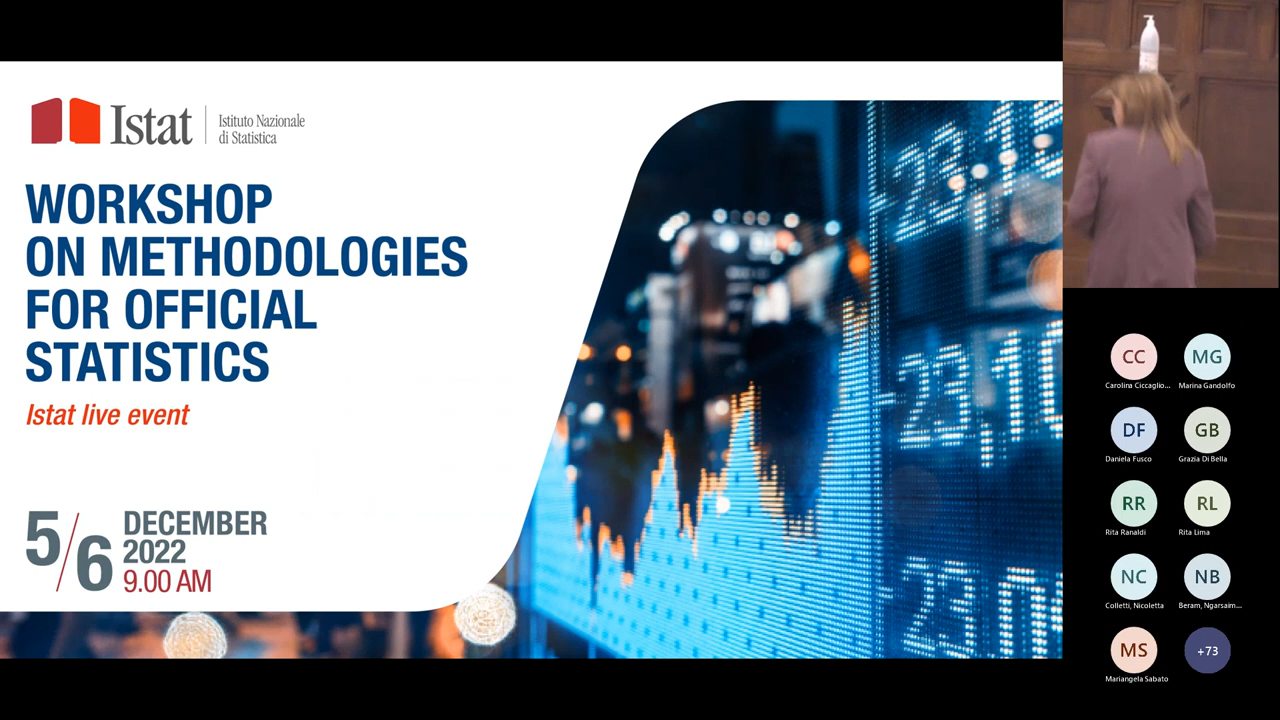 Istat
Istituto Nazionale
di Statistica
WORKSHOP
ON METHODOLOGIES
FOR OFFICIAL
STATISTICS
Istat live event
5/6
DECEMBER
2022
9.00 AM
CC
MG
Carolina Ciccaglio...
Marina Gandolfo
DF
GB
Daniela Fusco
Grazia Di Bella
RR
RL
Rita Ranaldi
Rita Lima
NC
NB
Colletti, Nicoletta
Beram, Ngarsaim...
MS
+73
Mariangela Sabato